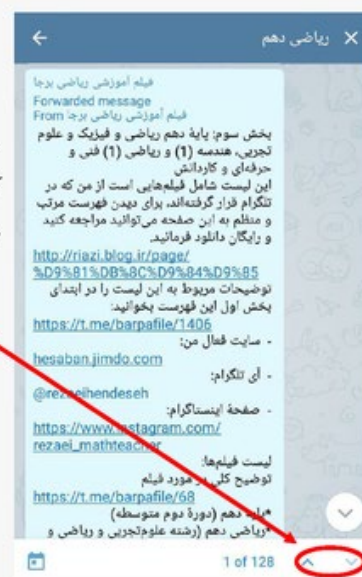 ریاضی دهم
فیلم آموزشی ریاضی برجا
Forwarded message
From فیلم آموزشی ریاضی برجا
بخش سوم: پایهٔ دهم ریاضی و فیزیک و علوم
تجربی، هندسه (1) و ریاضی (1) فنی و
حرفه‌ای و کاردانش
این لیست شامل فیلم‌هایی است از من که در
تلگرام قرار گرفته‌اند، برای دیدن فهرست مرتب
و منظم به این صفحه می‌توانید مراجعه کنید
و رایگان دانلود فرمائید.
http://riazi.blog.ir/page/
%D9%81%DB%8C%D9%84%D9%85
توضیحات مربوط به این لیست را در ابتدای
بخش اول این فهرست بخوانید:
https://t.me/barpafile/1406
- سایت فعال من:
hesaban.jimdo.com
- آی تلگرام:
@rezaeihendeseh
- صفحهٔ اینستاگرام:
https://www.instagram.com/
rezaei_mathteacher
لیست فیلم‌ها:
توضیح کلی در مورد فیلم
https://t.me/barpafile/68
*پایه دهم (دورهٔ دوم متوسطه)
*ریاضی دهم (رشته علوم‌تجربی و ریاضی و
1 of 128